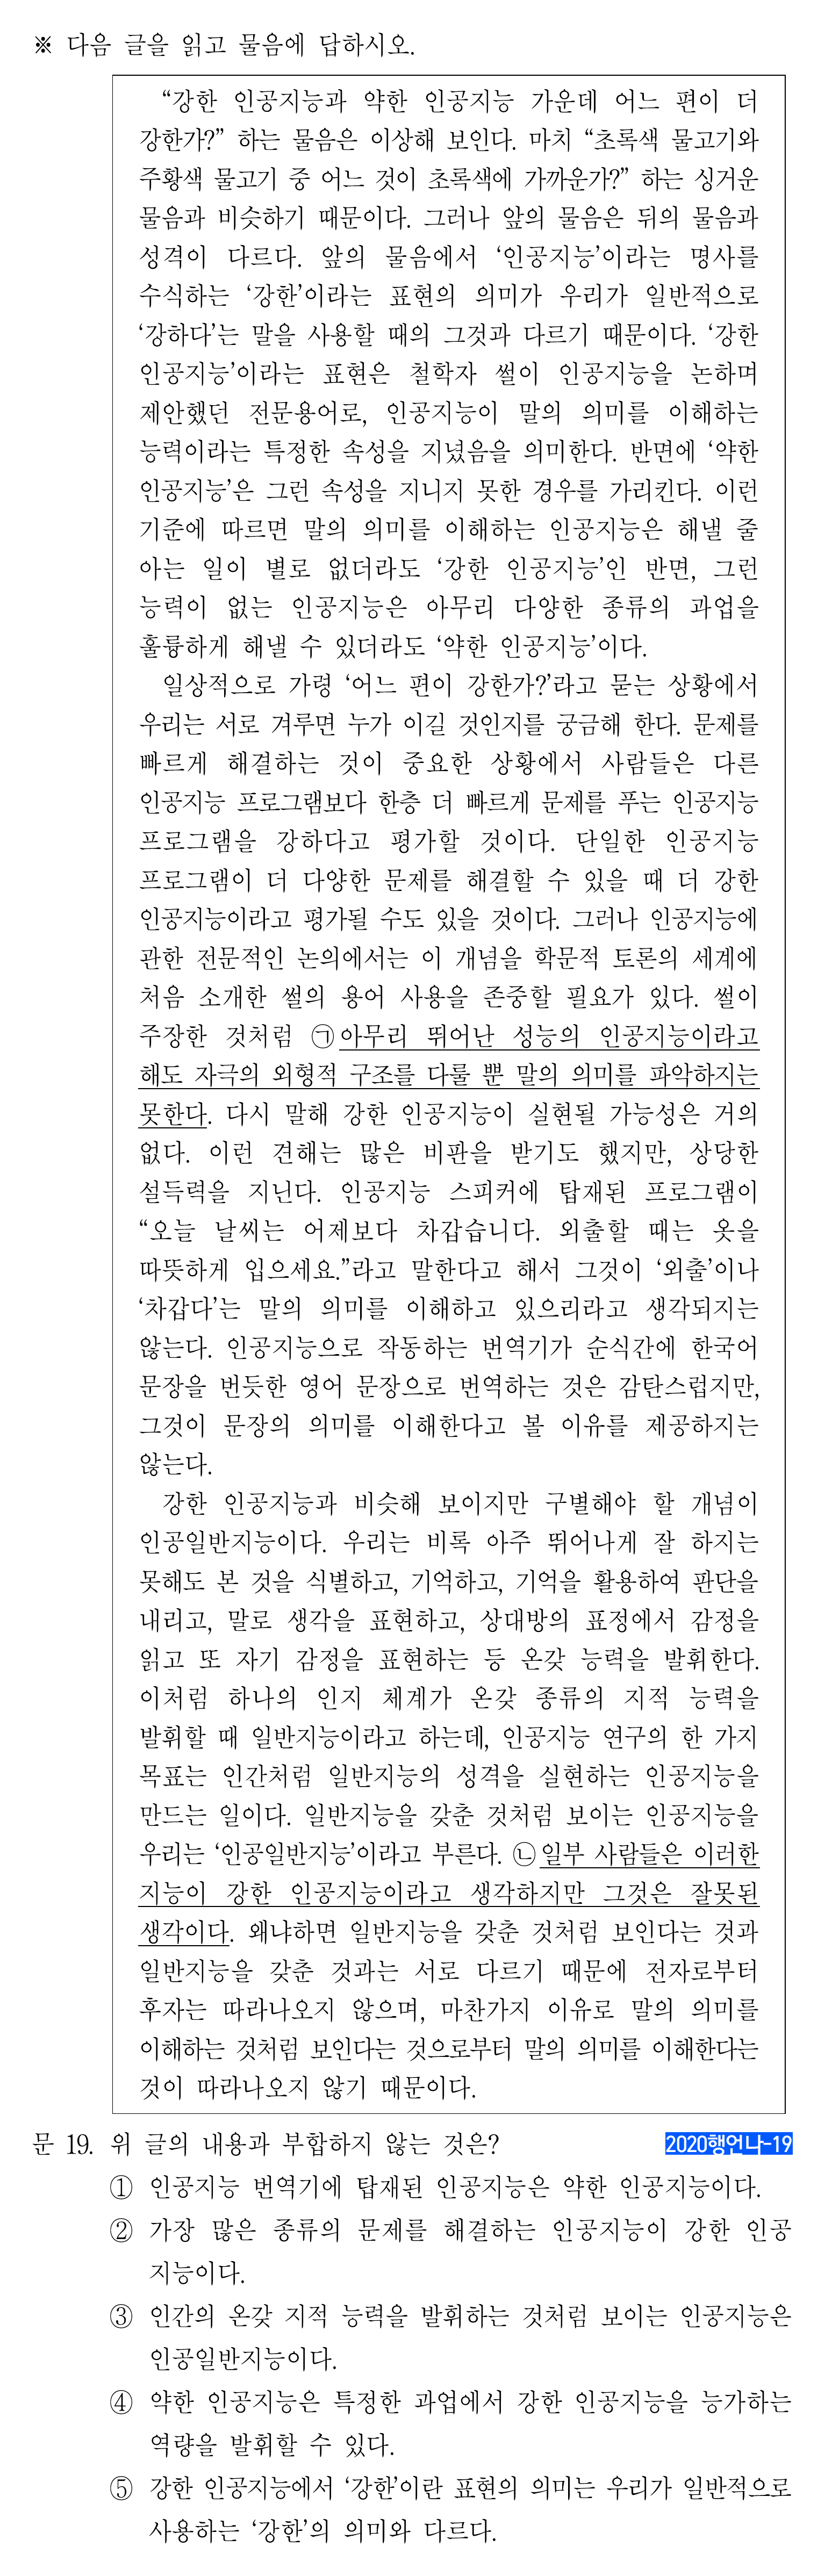 ※ 다음 글을 읽고 물음에 답하시오.
“강한 인공지능과 약한 인공지능 가운데 어느 편이 더
강한가?” 하는 물음은 이상해 보인다. 마치 “초록색 물고기와
주황색 물고기 중 어느 것이 초록색에 가까운가?” 하는 싱거운
물음과 비슷하기 때문이다. 그러나 앞의 물음은 뒤의 물음과
성격이 다르다. 앞의 물음에서 ‘인공지능’이라는 명사를
수식하는 ‘강한’이라는 표현의 의미가 우리가 일반적으로
‘강하다’는 말을 사용할 때의 그것과 다르기 때문이다. ‘강한
인공지능’이라는 표현은 철학자 썰이 인공지능을 논하며
제안했던 전문용어로, 인공지능이 말의 의미를 이해하는
능력이라는 특정한 속성을 지녔음을 의미한다. 반면에 ‘약한
인공지능’은 그런 속성을 지니지 못한 경우를 가리킨다. 이런
기준에 따르면 말의 의미를 이해하는 인공지능은 해낼 줄
아는 일이 별로 없더라도 ‘강한 인공지능’인 반면, 그런
능력이 없는 인공지능은 아무리 다양한 종류의 과업을
훌륭하게 해낼 수 있더라도 ‘약한 인공지능’이다.
일상적으로 가령 ‘어느 편이 강한가?’라고 묻는 상황에서
우리는 서로 겨루면 누가 이길 것인지를 궁금해 한다. 문제를
빠르게 해결하는 것이 중요한 상황에서 사람들은 다른
인공지능 프로그램보다 한층 더 빠르게 문제를 푸는 인공지능
프로그램을 강하다고 평가할 것이다. 단일한 인공지능
프로그램이 더 다양한 문제를 해결할 수 있을 때 더 강한
인공지능이라고 평가될 수도 있을 것이다. 그러나 인공지능에
관한 전문적인 논의에서는 이 개념을 학문적 토론의 세계에
처음 소개한 썰의 용어 사용을 존중할 필요가 있다. 썰이
주장한 것처럼 ㉠아무리 뛰어난 성능의 인공지능이라고
해도 자극의 외형적 구조를 다룰 뿐 말의 의미를 파악하지는
못한다. 다시 말해 강한 인공지능이 실현될 가능성은 거의
없다. 이런 견해는 많은 비판을 받기도 했지만, 상당한
설득력을 지닌다. 인공지능 스피커에 탑재된 프로그램이
“오늘 날씨는 어제보다 차갑습니다. 외출할 때는 옷을
따뜻하게 입으세요.”라고 말한다고 해서 그것이 ‘외출’이나
‘차갑다’는 말의 의미를 이해하고 있으리라고 생각되지는
않는다. 인공지능으로 작동하는 번역기가 순식간에 한국어
문장을 번듯한 영어 문장으로 번역하는 것은 감탄스럽지만,
그것이 문장의 의미를 이해한다고 볼 이유를 제공하지는
않는다.
강한 인공지능과 비슷해 보이지만 구별해야 할 개념이
인공일반지능이다. 우리는 비록 아주 뛰어나게 잘 하지는
못해도 본 것을 식별하고, 기억하고, 기억을 활용하여 판단을
내리고, 말로 생각을 표현하고, 상대방의 표정에서 감정을
읽고 또 자기 감정을 표현하는 등 온갖 능력을 발휘한다.
이처럼 하나의 인지 체계가 온갖 종류의 지적 능력을
발휘할 때 일반지능이라고 하는데, 인공지능 연구의 한 가지
목표는 인간처럼 일반지능의 성격을 실현하는 인공지능을
만드는 일이다. 일반지능을 갖춘 것처럼 보이는 인공지능을
우리는 ‘인공일반지능’이라고 부른다. ㉡일부 사람들은 이러한
지능이 강한 인공지능이라고 생각하지만 그것은 잘못된
생각이다. 왜냐하면 일반지능을 갖춘 것처럼 보인다는 것과
일반지능을 갖춘 것과는 서로 다르기 때문에 전자로부터
후자는 따라나오지 않으며, 마찬가지 이유로 말의 의미를
이해하는 것처럼 보인다는 것으로부터 말의 의미를 이해한다는
것이 따라나오지 않기 때문이다.
문 19. 위 글의 내용과 부합하지 않는 것은? 2020행언나-19
① 인공지능 번역기에 탑재된 인공지능은 약한 인공지능이다.
② 가장 많은 종류의 문제를 해결하는 인공지능이 강한 인공
지능이다.
③ 인간의 온갖 지적 능력을 발휘하는 것처럼 보이는 인공지능은
인공일반지능이다.
④ 약한 인공지능은 특정한 과업에서 강한 인공지능을 능가하는
역량을 발휘할 수 있다.
⑤ 강한 인공지능에서 ‘강한’이란 표현의 의미는 우리가 일반적으로
사용하는 ‘강한’의 의미와 다르다.